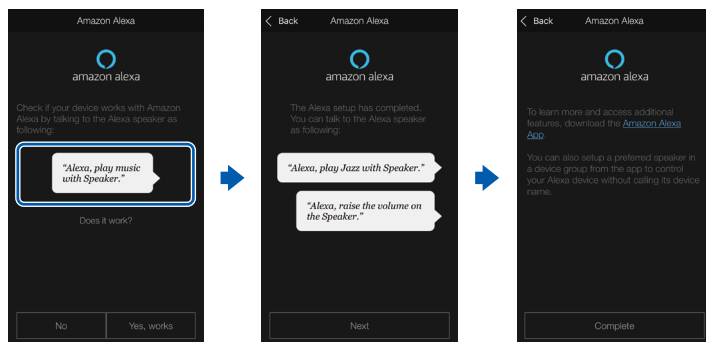 Amazon Alexa
amazon alexa
Check if your device works with Amazon
Alexa by talking to the Alexa speaker as
following:
“Alexa, play music
with Speaker.”
Does it work?
No
Yes, works
Back
Amazon Alexa
amazon alexa
The Alexa setup has completed.
You can talk to the Alexa speaker
as following:
“Alexa, play Jazz with Speaker.”
“Alexa, raise the volume on
the Speaker.”
Next
Back
Amazon Alexa
amazon alexa
To learn more and access additional
features, download the Amazon Alexa
App.
You can also setup a preferred speaker in
a device group from the app to control
your Alexa device without calling its device
name.
Complete